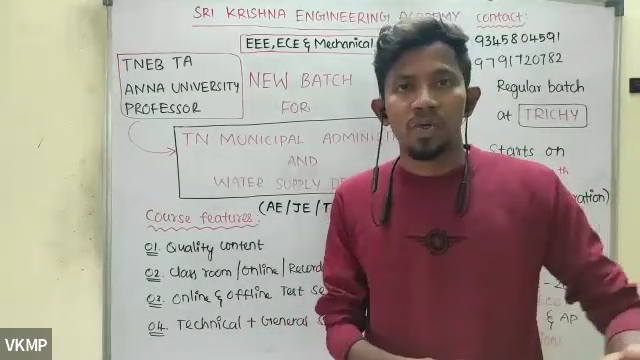 SRI KRISHNA ENGINEERING ACADEMY
EEE, ECE & Mechanical
TNEB TA
ANNA UNIVERSITY
PROFESSOR
NEW BATCH
FOR
TN MUNICIPAL
AND
WATER SUPPLY
(AE/JE/T
Course features:
01. Quality content
02. Class room/Online/Record
03. Online & Offline Test Se
04. Technical + General
contact:
9345804591
9791720782
Regular batch
at TRICHY
Starts on
th
& AP
VKMP